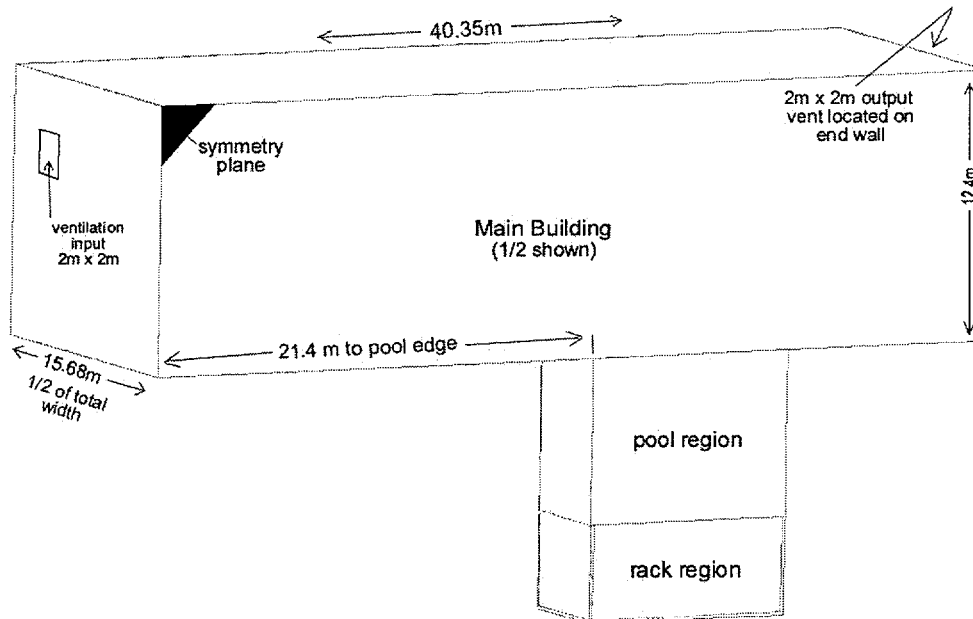 40.35m
2m x 2m output
vent located on
end wall
symmetry
plane
ventilation
input
2m x 2m
Main Building
(1/2 shown)
12.4m
21.4 m to pool edge
15.68m
1/2 of total
width
pool region
rack region